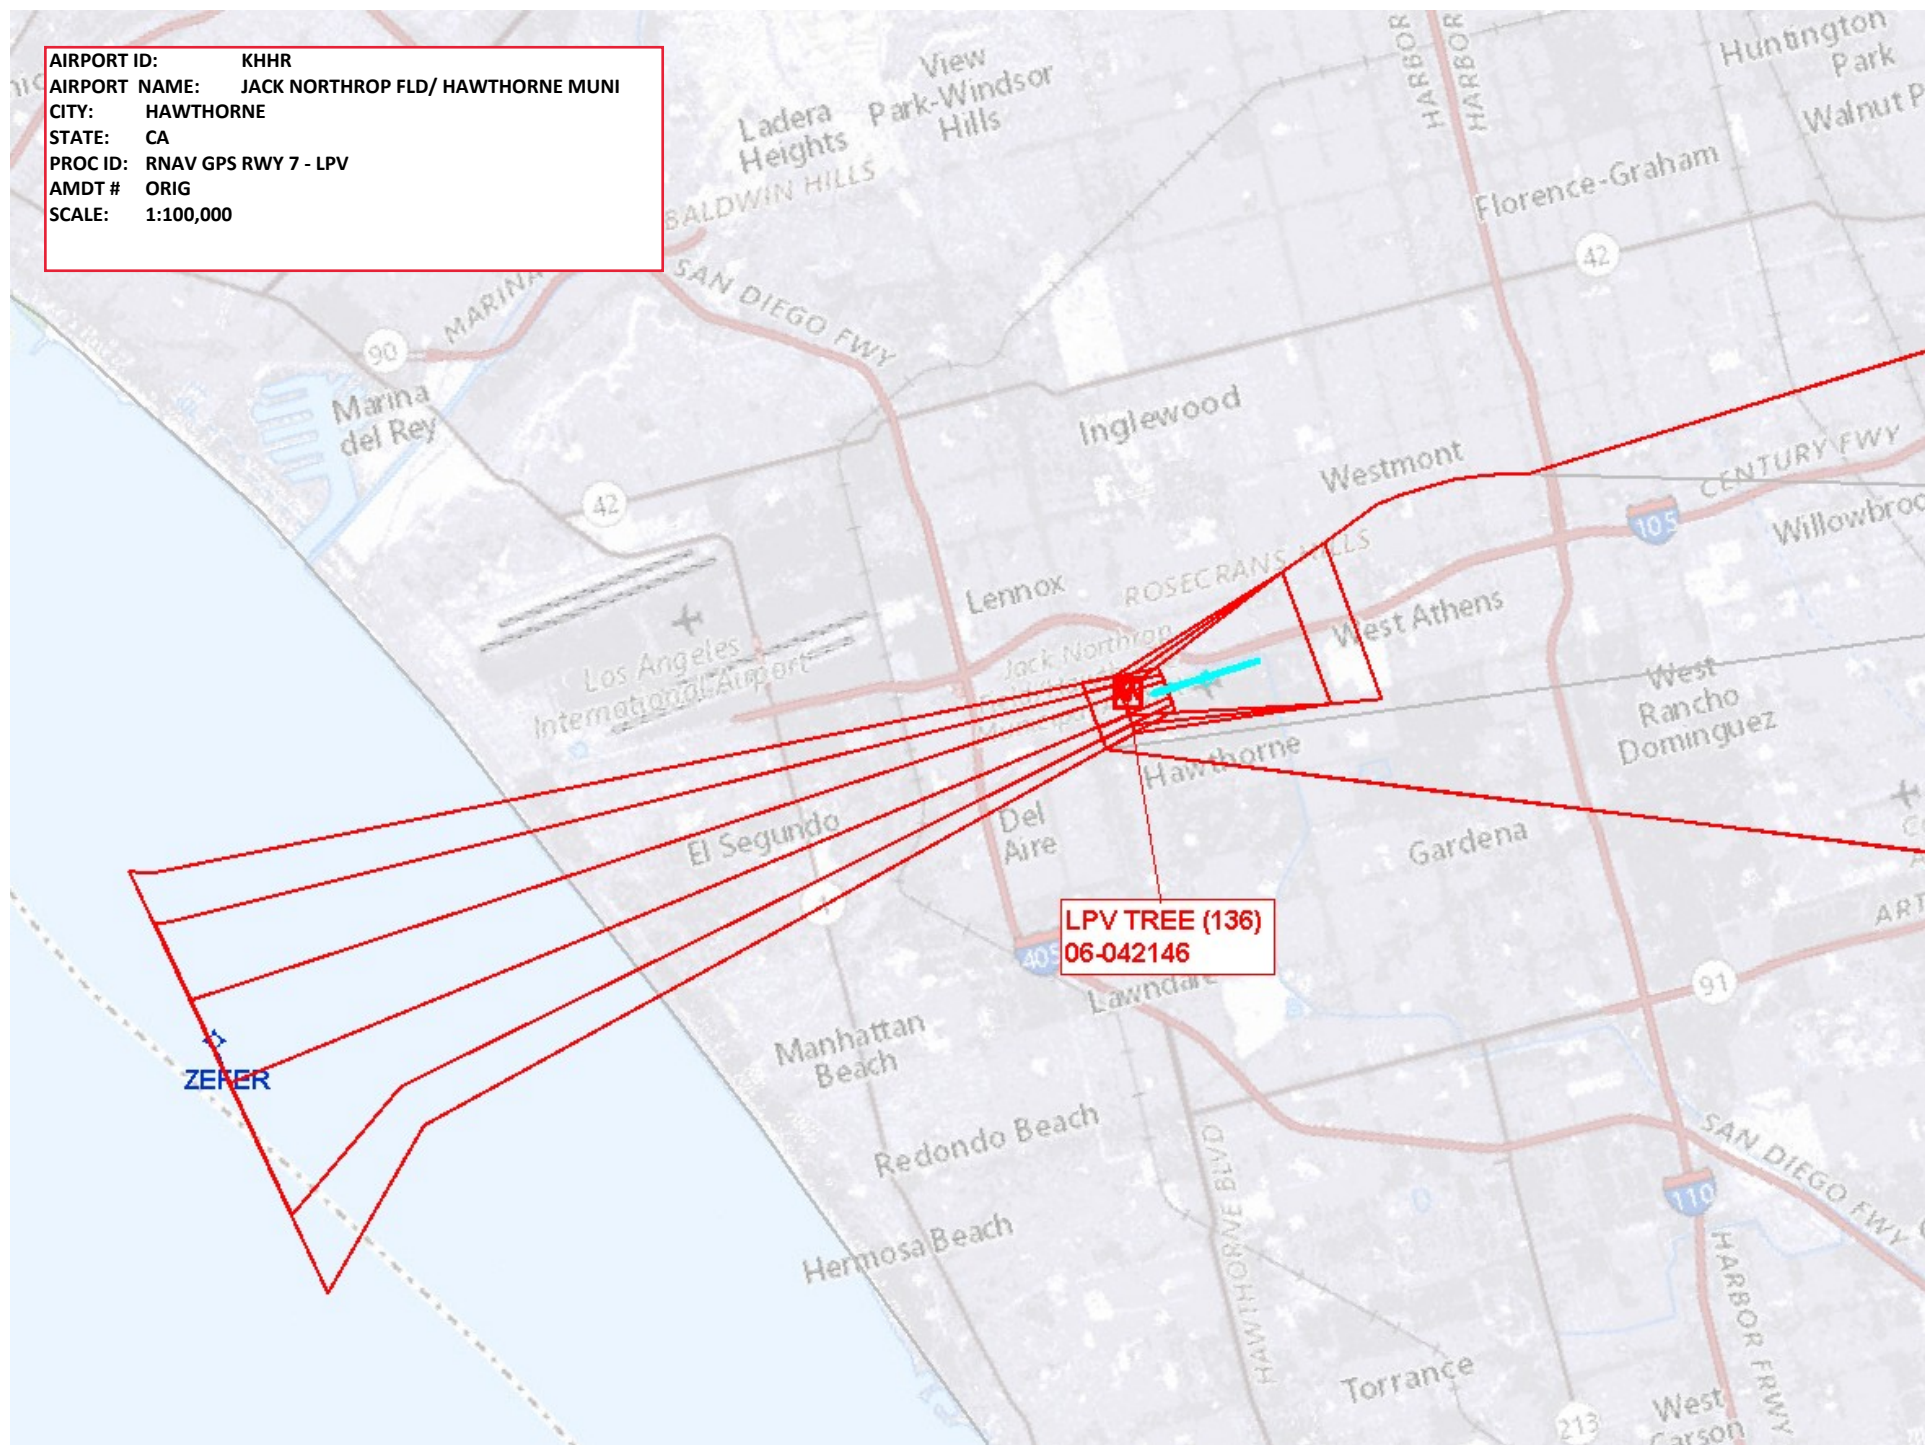 AIRPORT ID: KHHR
AIRPORT NAME: JACK NORTHROP FLD/ HAWTHORNE MUNI
CITY: HAWTHORNE
STATE: CA
PROC ID: RNAV GPS RWY 7 - LPV
AMDT # ORIG
SCALE: 1:100,000
View
Park-Windsor
Hills
Ladera
Heights
BALDWIN HILLS
HARBOR
HARBOR
Huntington
Park
Walnut P
Florence-Graham
42
SAN DIEGO FWY
MARINA
90
Marina
del Rey
42
Inglewood
Westmont
CENTURY FWY
105
Willowbroo
Lennox
ROSECRANS HILLS
West Athens
Los Angeles
International Airport
Jack Northrop
West
Rancho
Dominguez
Hawthorne
El Segundo
Del
Aire
Gardena
1
LPV TREE (136)
06-042146
405
Lawndale
ART
91
ZEFER
Manhattan
Beach
Redondo Beach
HAWTHORNE BLVD
SAN DIEGO FWY
110
Hermosa Beach
HARBOR FRWY
Torrance
213
West
Carson